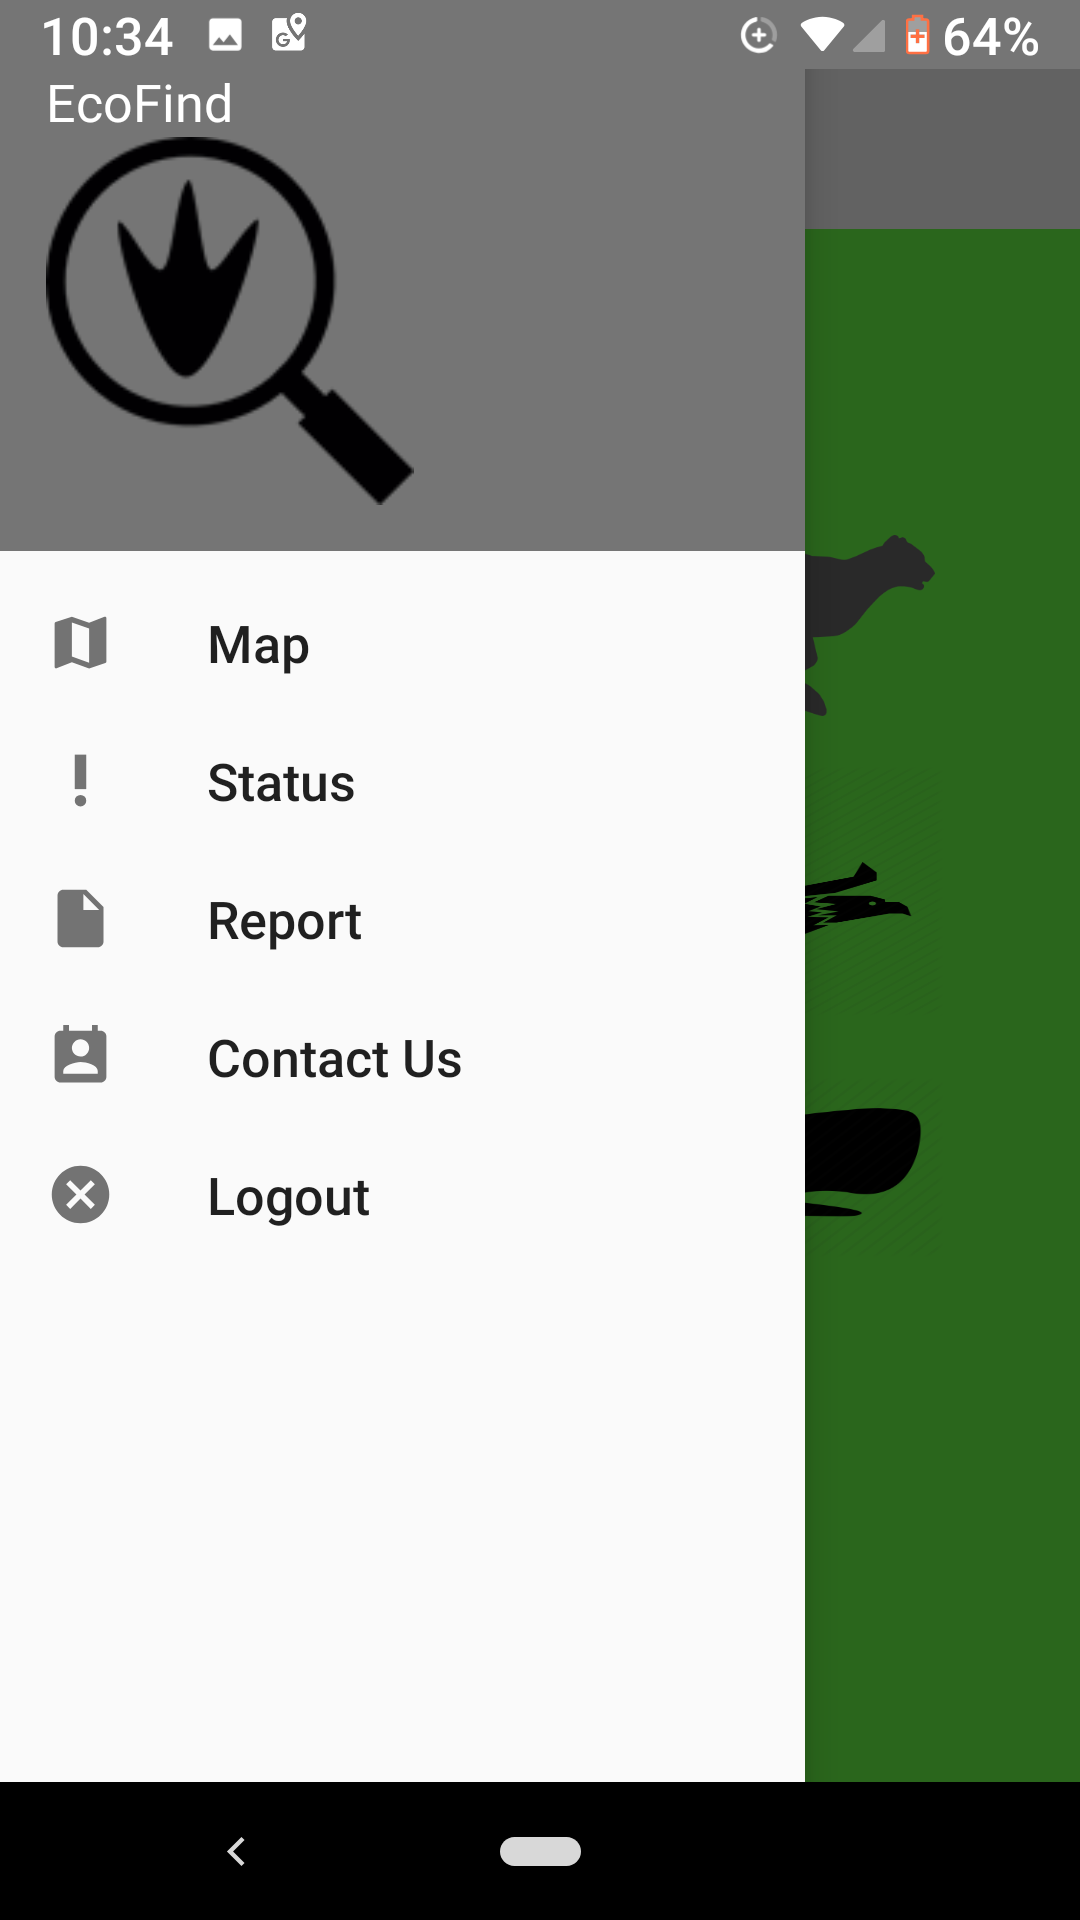 10:34
64%
EcoFind
Map
Status
Report
Contact Us
Logout